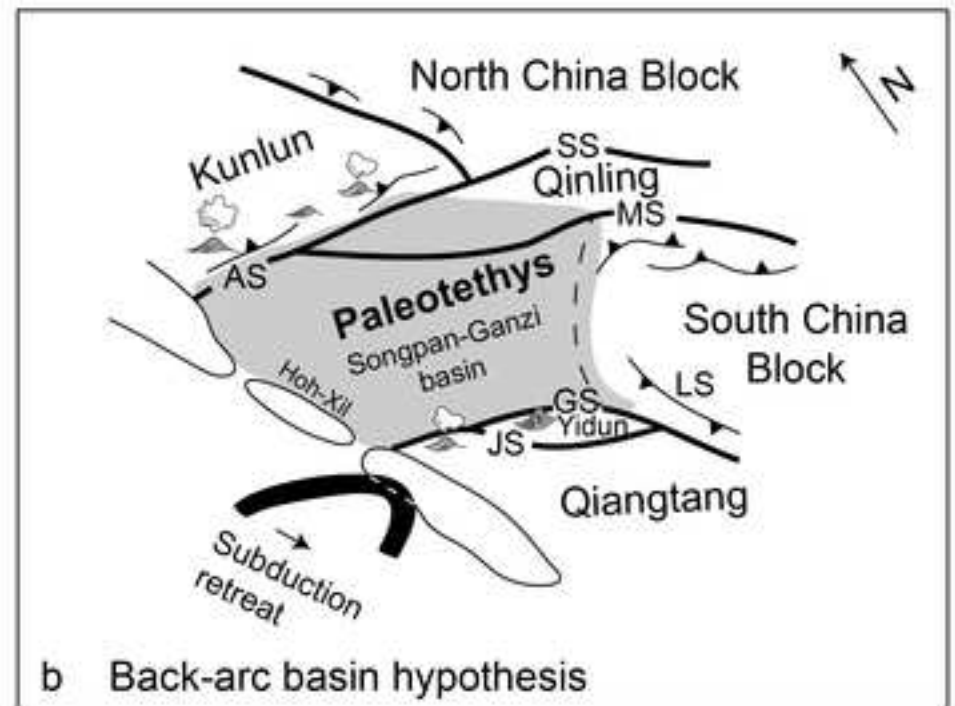 North China Block
N
Kunlun
SS
Qinling
MS
AS
Paleotethys
Songpan-Ganzi
basin
South China
Block
Hoh-Xil
LS
GS
Yidun
JS
Qiangtang
Subduction
retreat
b Back-arc basin hypothesis